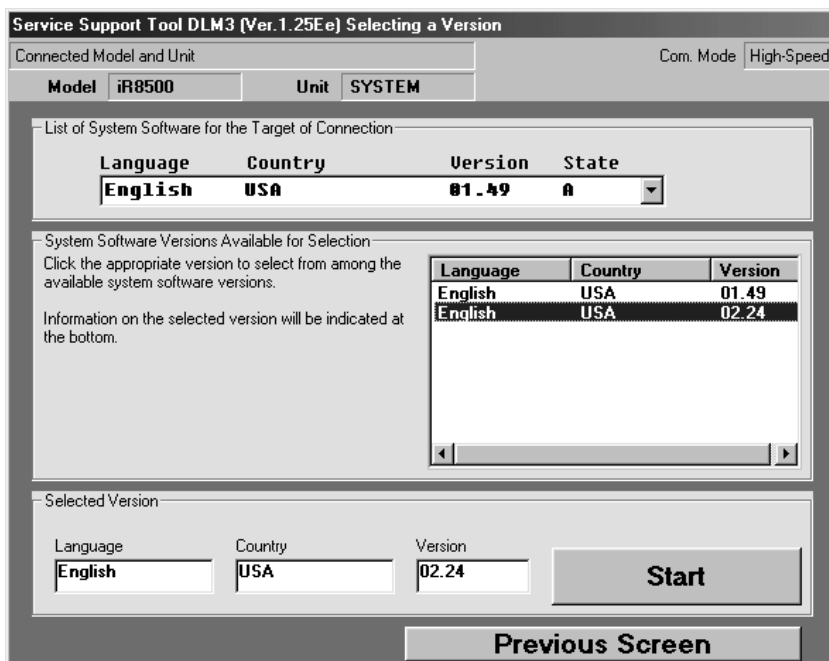 Service Support Tool DLM3 (Ver.1.25Ee) Selecting a Version
Connected Model and Unit
Com. Mode High-Speed
Model iR8500 Unit SYSTEM
List of System Software for the Target of Connection
Language Country Version State
English USA 01.49 A
System Software Versions Available for Selection
Click the appropriate version to select from among the
available system software versions.
Information on the selected version will be indicated at
the bottom.
Language Country Version
English USA 01.49
English USA 02.24
Selected Version
Language Country Version
English USA 02.24
Start
Previous Screen